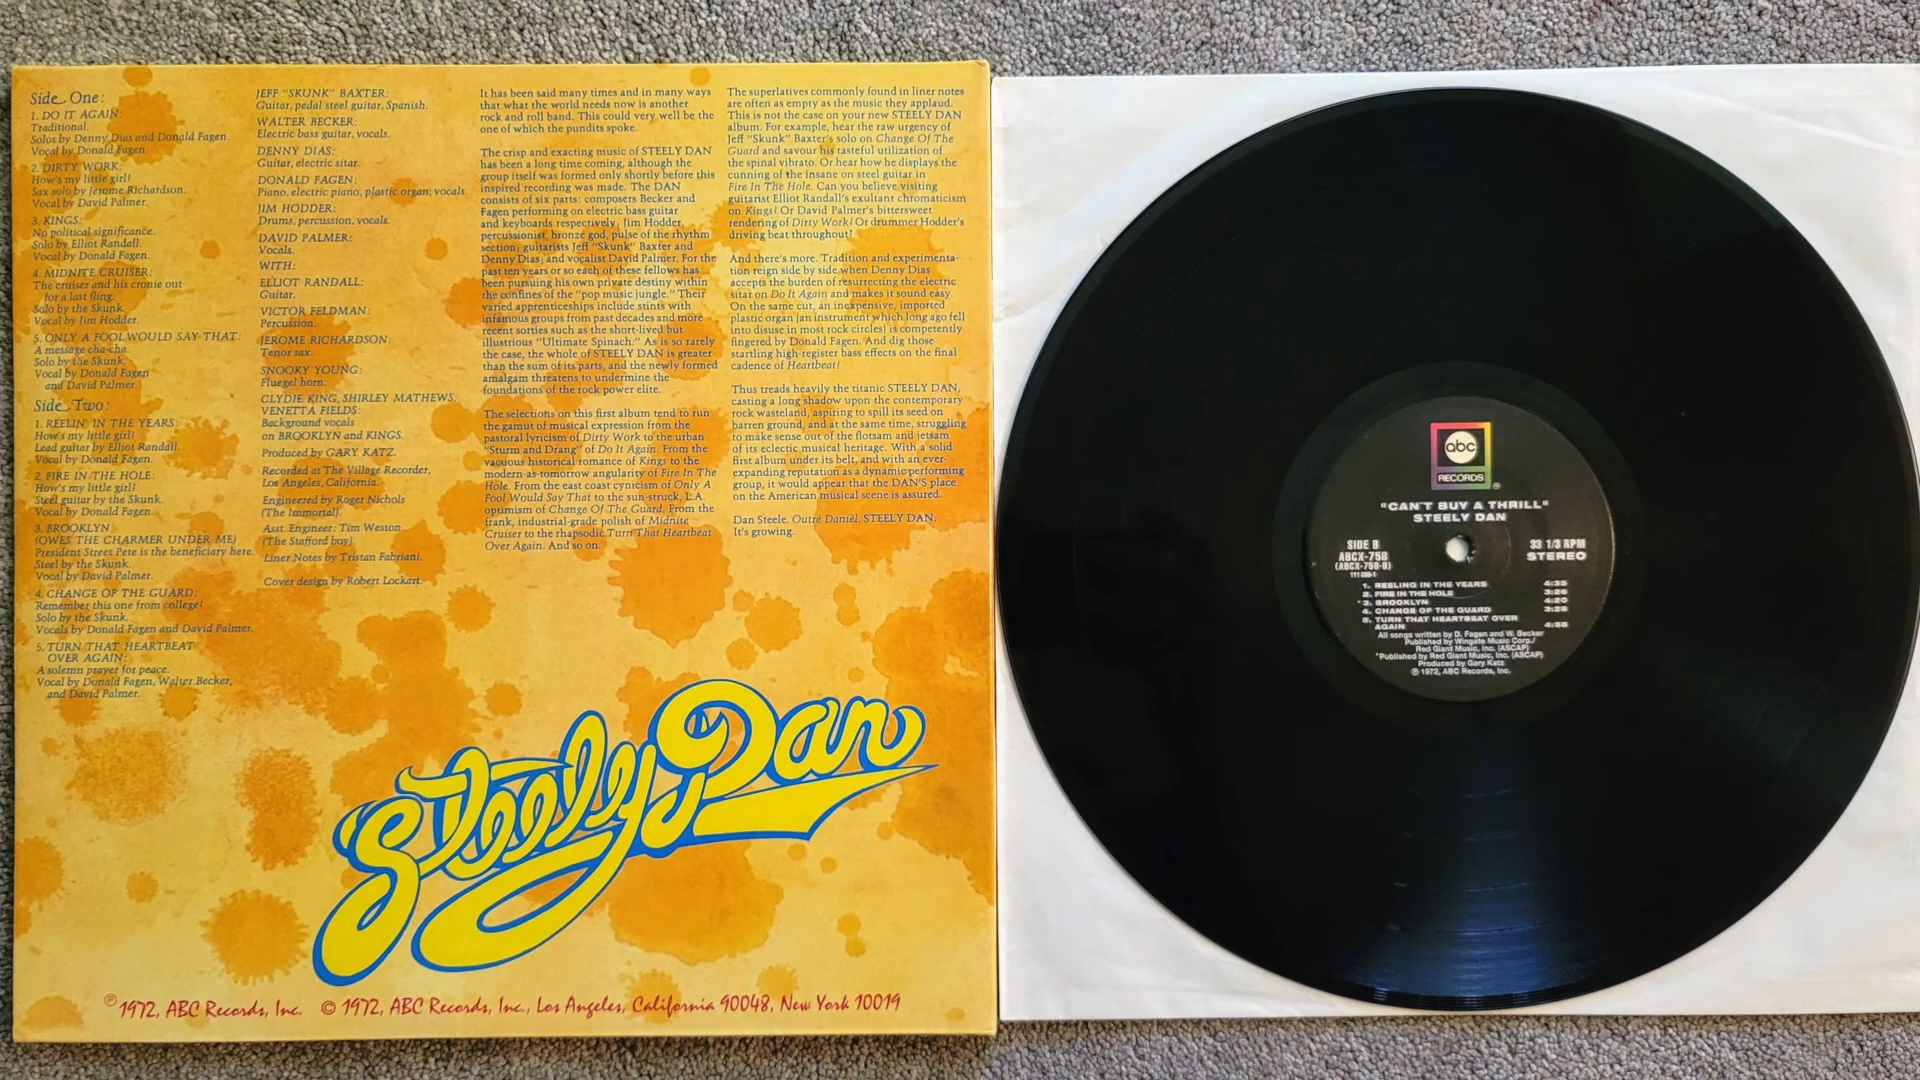 Side One:
1. DO IT AGAIN:
Traditional.
Solos by Denny Dias and Donald Fagen.
Vocal by Donald Fagen.
2. DIRTY WORK:
How's my little girl?
Sax solo by Jerome Richardson.
Vocal by David Palmer.
3. KINGS:
No political significance.
Solo by Elliot Randall.
Vocal by Donald Fagen.
4. MIDNITE CRUISER:
The cruiser and his cronie out
for a last fling.
Solo by the Skunk.
Vocal by Jim Hodder.
5. ONLY A FOOL WOULD SAY THAT:
A message cha-cha.
Solo by the Skunk.
Vocal by Donald Fagen
and David Palmer.
Side Two:
1. REELIN' IN THE YEARS:
How's my little girl?
Lead guitar by Elliot Randall.
Vocal by Donald Fagen.
2. FIRE IN THE HOLE:
How's my little girl?
Steel guitar by the Skunk.
Vocal by Donald Fagen.
3. BROOKLYN
(OWES THE CHARMER UNDER ME)
President Street Pete is the beneficiary here.
Steel by the Skunk.
Vocal by David Palmer.
4. CHANGE OF THE GUARD:
Remember this one from college?
Solo by the Skunk.
Vocals by Donald Fagen and David Palmer.
5. TURN THAT HEARTBEAT
OVER AGAIN:
A solemn prayer for peace.
Vocal by Donald Fagen, Walter Becker,
and David Palmer.
JEFF "SKUNK" BAXTER:
Guitar, pedal steel guitar, Spanish.
WALTER BECKER:
Electric bass guitar, vocals.
DENNY DIAS:
Guitar, electric sitar.
DONALD FAGEN:
Piano, electric piano, plastic organ, vocals.
JIM HODDER:
Drums, percussion, vocals.
DAVID PALMER:
Vocals.
WITH:
ELLIOT RANDALL:
Guitar.
VICTOR FELDMAN:
Percussion.
JEROME RICHARDSON:
Tenor sax.
SNOOKY YOUNG:
Fluegel horn.
CLYDIE KING, SHIRLEY MATHEWS,
VENETTA FIELDS:
Background vocals
on BROOKLYN and KINGS.
Produced by GARY KATZ.
Recorded at The Village Recorder,
Los Angeles, California.
Engineered by Roger Nichols
(The Immortal).
Asst. Engineer: Tim Weston
(The Stafford boy).
Liner Notes by Tristan Fabriani.
Cover design by Robert Lockart.
It has been said many times and in many ways
that what the world needs now is another
rock and roll band. This could very well be the
one of which the pundits spoke.
The crisp and exacting music of STEELY DAN
has been a long time coming, although the
group itself was formed only shortly before this
inspired recording was made. The DAN
consists of six parts: composers Becker and
Fagen performing on electric bass guitar
and keyboards respectively; Jim Hodder,
percussionist, bronze god, pulse of the rhythm
section; guitarists Jeff "Skunk" Baxter and
Denny Dias; and vocalist David Palmer. For the
past ten years or so each of these fellows has
been pursuing his own private destiny within
the confines of the "pop music jungle." Their
varied apprenticeships include stints with
infamous groups from past decades and more
recent sorties such as the short-lived but
illustrious "Ultimate Spinach." As is so rarely
the case, the whole of STEELY DAN is greater
than the sum of its parts, and the newly formed
amalgam threatens to undermine the
foundations of the rock power elite.
The selections on this first album tend to run
the gamut of musical expression from the
pastoral lyricism of Dirty Work to the urban
"Sturm and Drang" of Do It Again. From the
vacuous historical romance of Kings to the
modern-as-tomorrow angularity of Fire In The
Hole. From the east coast cynicism of Only A
Fool Would Say That to the sun-struck, L.A.
optimism of Change Of The Guard. From the
frank, industrial-grade polish of Midnite
Cruiser to the rhapsodic Turn That Heartbeat
Over Again. And so on.
The superlatives commonly found in liner notes
are often as empty as the music they applaud.
This is not the case on your new STEELY DAN
album. For example, hear the raw urgency of
Jeff "Skunk" Baxter's solo on Change Of The
Guard and savour his tasteful utilization of
the spinal vibrato. Or hear how he displays the
cunning of the insane on steel guitar in
Fire In The Hole. Can you believe visiting
guitarist Elliot Randall's exultant chromaticism
on Kings? Or David Palmer's bittersweet
rendering of Dirty Work? Or drummer Hodder's
driving beat throughout?
And there's more. Tradition and experimenta-
tion reign side by side when Denny Dias
accepts the burden of resurrecting the electric
sitar on Do It Again and makes it sound easy.
On the same cut, an inexpensive, imported
plastic organ (an instrument which long ago fell
into disuse in most rock circles) is competently
fingered by Donald Fagen. And dig those
startling high-register bass effects on the final
cadence of Heartbeat!
Thus treads heavily the titanic STEELY DAN,
casting a long shadow upon the contemporary
rock wasteland, aspiring to spill its seed on
barren ground, and at the same time, struggling
to make sense out of the flotsam and jetsam
of its eclectic musical heritage. With a solid
first album under its belt, and with an ever-
expanding reputation as a dynamic performing
group, it would appear that the DAN'S place
on the American musical scene is assured.
Dan Steele. Outré Daniel. STEELY DAN.
It's growing.
Steely Dan
℗ 1972, ABC Records, Inc. © 1972, ABC Records, Inc., Los Angeles, California 90048, New York 10019
abc
RECORDS
®
"CAN'T BUY A THRILL"
STEELY DAN
SIDE B
ABCX-758
(ABCX-758-B)
33 1/3 RPM
STEREO
1. REELING IN THE YEARS 4:35
2. FIRE IN THE HOLE 3:26
*3. BROOKLYN 4:20
4. CHANGE OF THE GUARD 3:28
5. TURN THAT HEARTBEAT OVER
AGAIN 4:58
All songs written by D. Fagen and W. Becker
Published by Wingate Music Corp./
Red Giant Music, Inc. (ASCAP)
*Published by Red Giant Music, Inc. (ASCAP)
Produced by Gary Katz
℗ 1972, ABC Records, Inc.